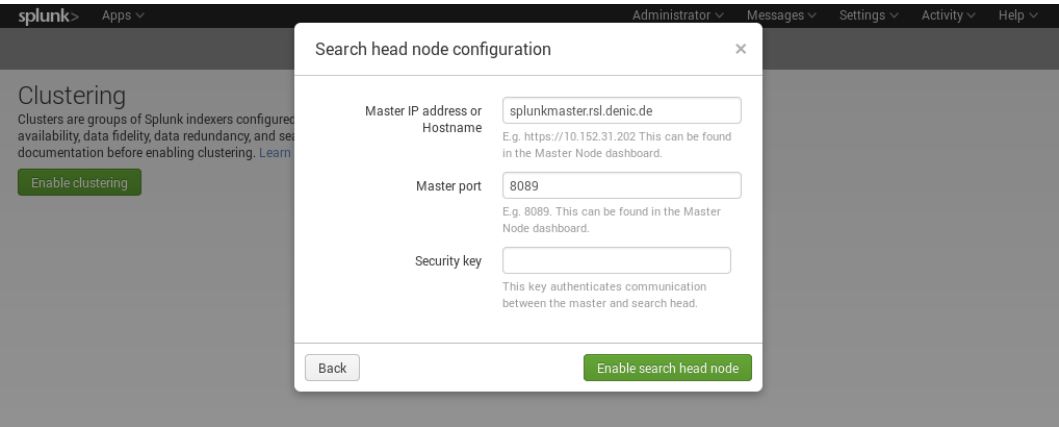 splunk> Apps Administrator Messages Settings Activity Help
Search head node configuration ×
Clustering
Clusters are groups of Splunk indexers configured
availability, data fidelity, data redundancy, and sea
documentation before enabling clustering. Learn
Enable clustering
Master IP address or
Hostname
splunkmaster.rsl.denic.de
E.g. https://10.152.31.202 This can be found
in the Master Node dashboard.
Master port
8089
E.g. 8089. This can be found in the Master
Node dashboard.
Security key
This key authenticates communication
between the master and search head.
Back
Enable search head node